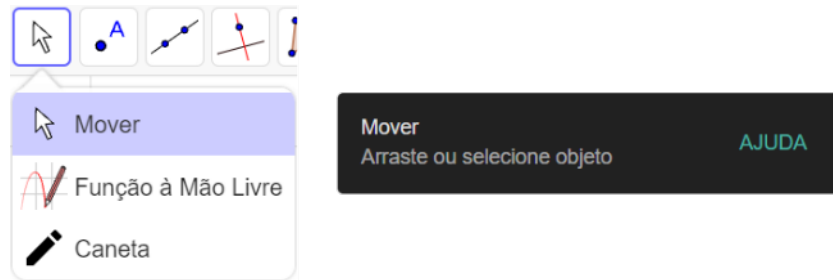 A
Mover
Função à Mão Livre
Caneta
Mover
Arraste ou selecione objeto
AJUDA